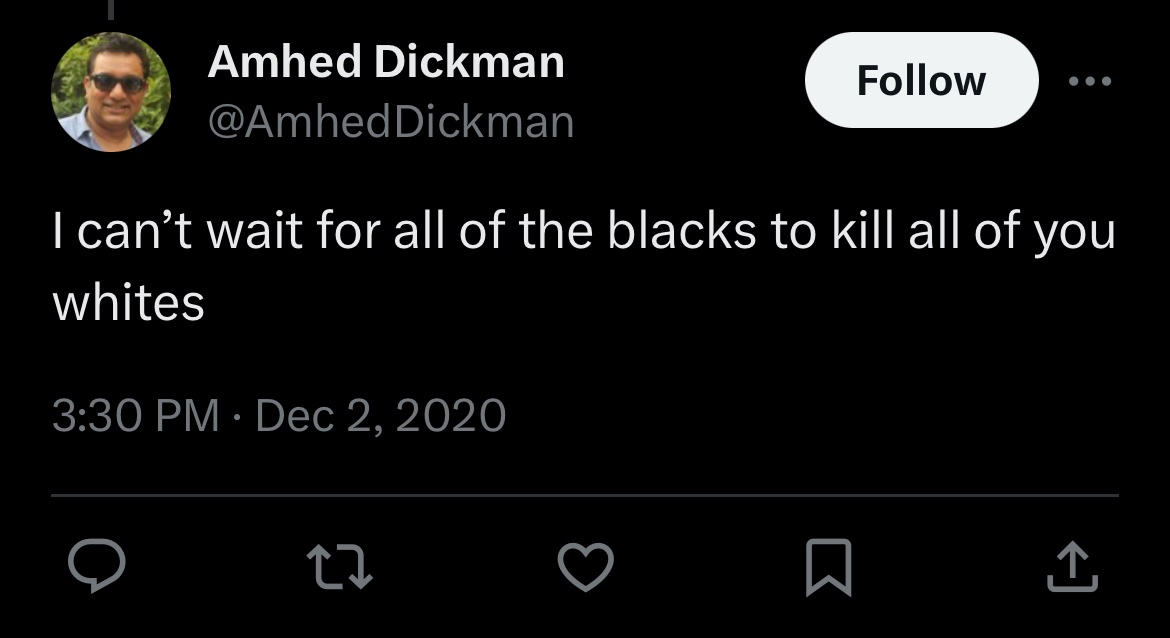 Amhed Dickman
Follow
@AmhedDickman
I can’t wait for all of the blacks to kill all of you
whites
3:30 PM · Dec 2, 2020